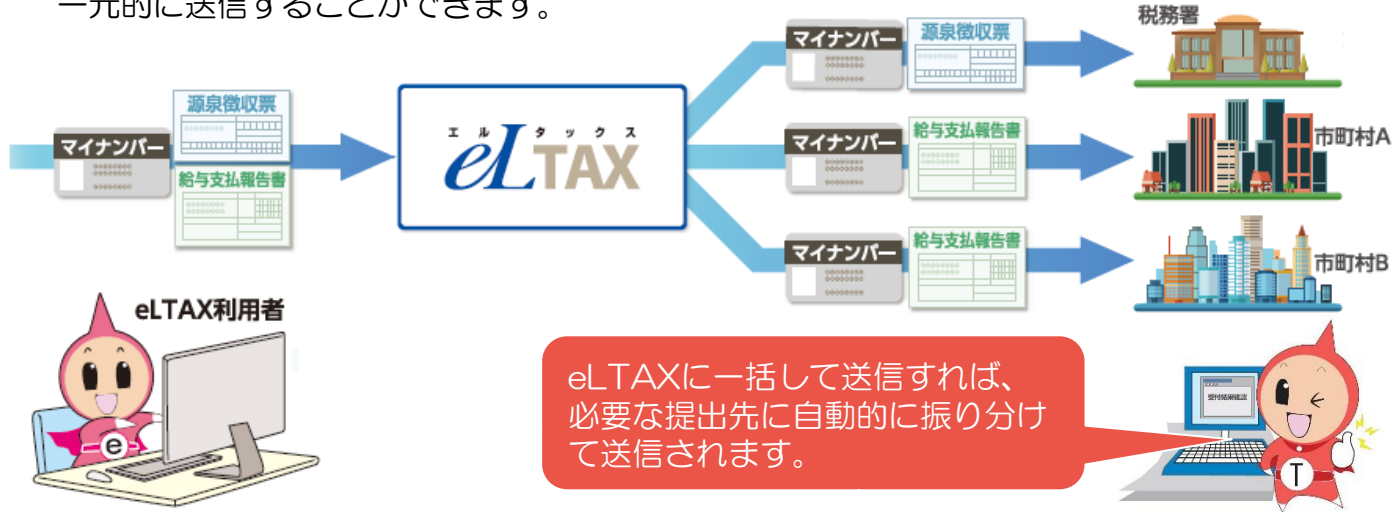 一元的に送信することができます。
マイナンバー
源泉徴収票
給与支払報告書
エルタックス
eLTAX
マイナンバー
源泉徴収票
税務署
マイナンバー
給与支払報告書
市町村A
マイナンバー
給与支払報告書
市町村B
eLTAX利用者
e
eLTAXに一括して送信すれば、
必要な提出先に自動的に振り分け
て送信されます。
受付結果確認
T